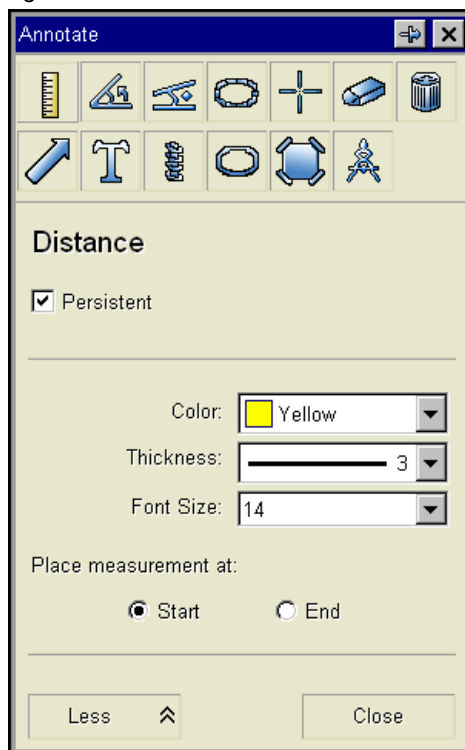 Annotate
Distance
Persistent
Color: Yellow
Thickness: 3
Font Size: 14
Place measurement at:
Start End
Less Close